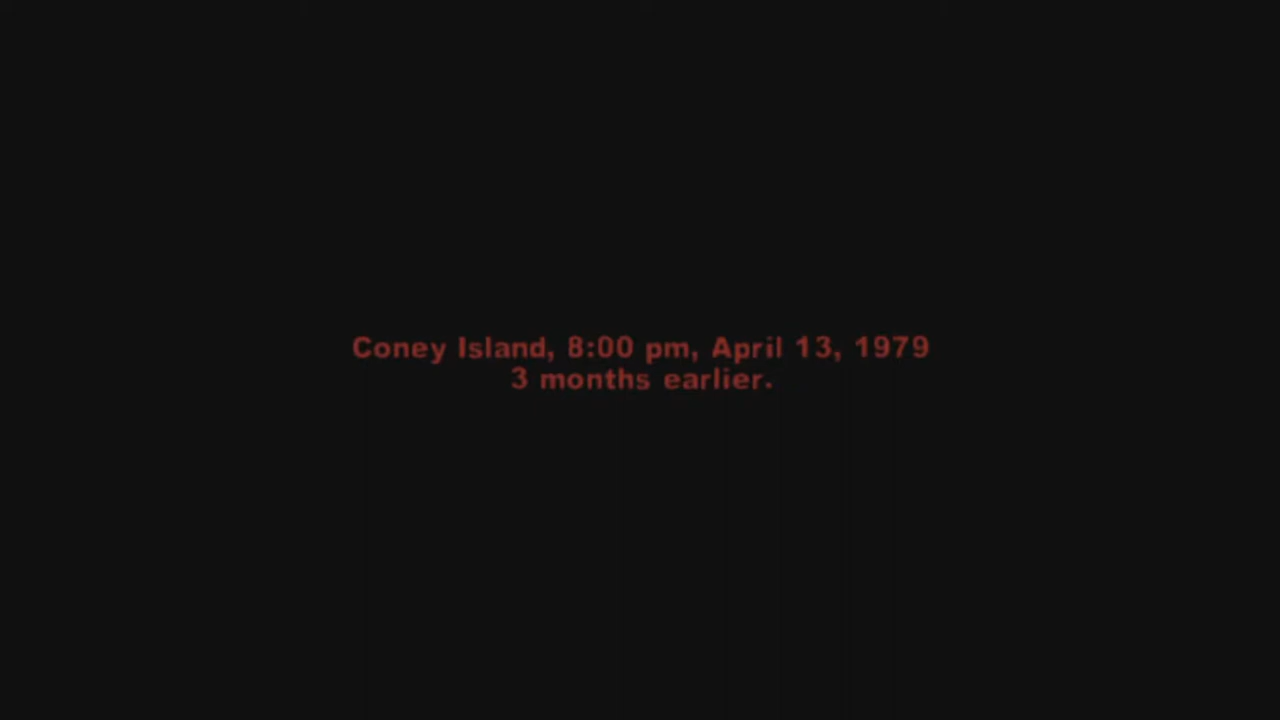 Coney Island, 8:00 pm, April 13, 1979
3 months earlier.